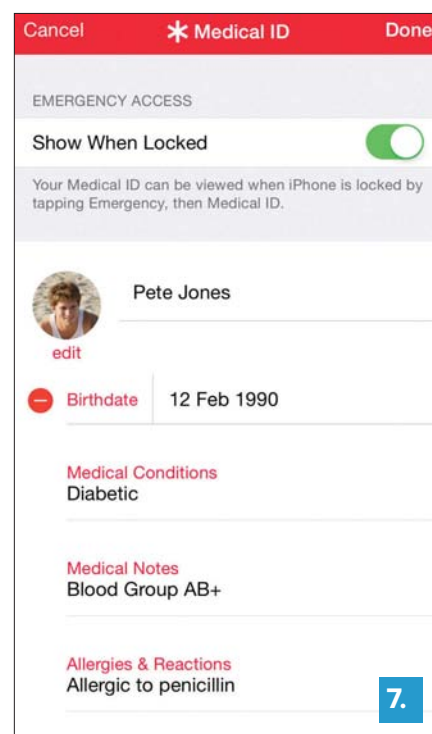 Cancel * Medical ID Done
EMERGENCY ACCESS
Show When Locked
Your Medical ID can be viewed when iPhone is locked by
tapping Emergency, then Medical ID.
Pete Jones
edit
Birthdate 12 Feb 1990
Medical Conditions
Diabetic
Medical Notes
Blood Group AB+
Allergies & Reactions
Allergic to penicillin
7.